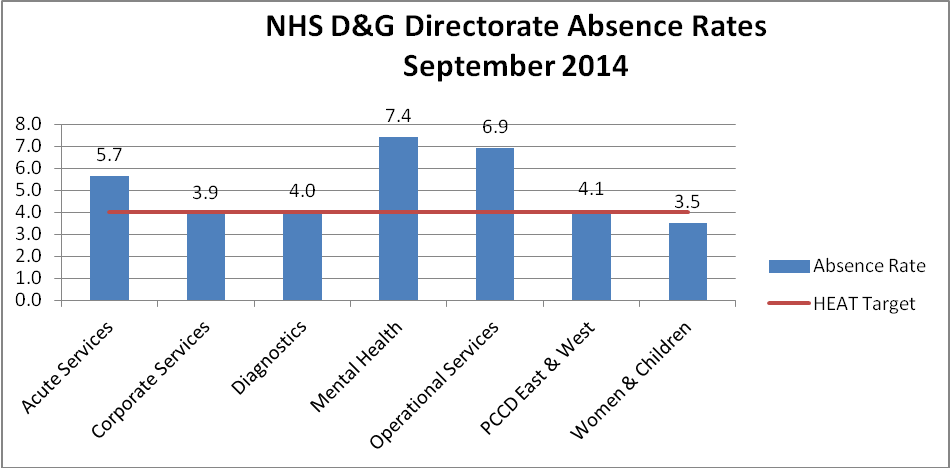 NHS D&G Directorate Absence Rates
September 2014
8.0
7.0
6.0
5.0
4.0
3.0
2.0
1.0
0.0
5.7
3.9
4.0
7.4
6.9
4.1
3.5
Acute Services
Corporate Services
Diagnostics
Mental Health
Operational Services
PCCD East & West
Women & Children
Absence Rate
HEAT Target